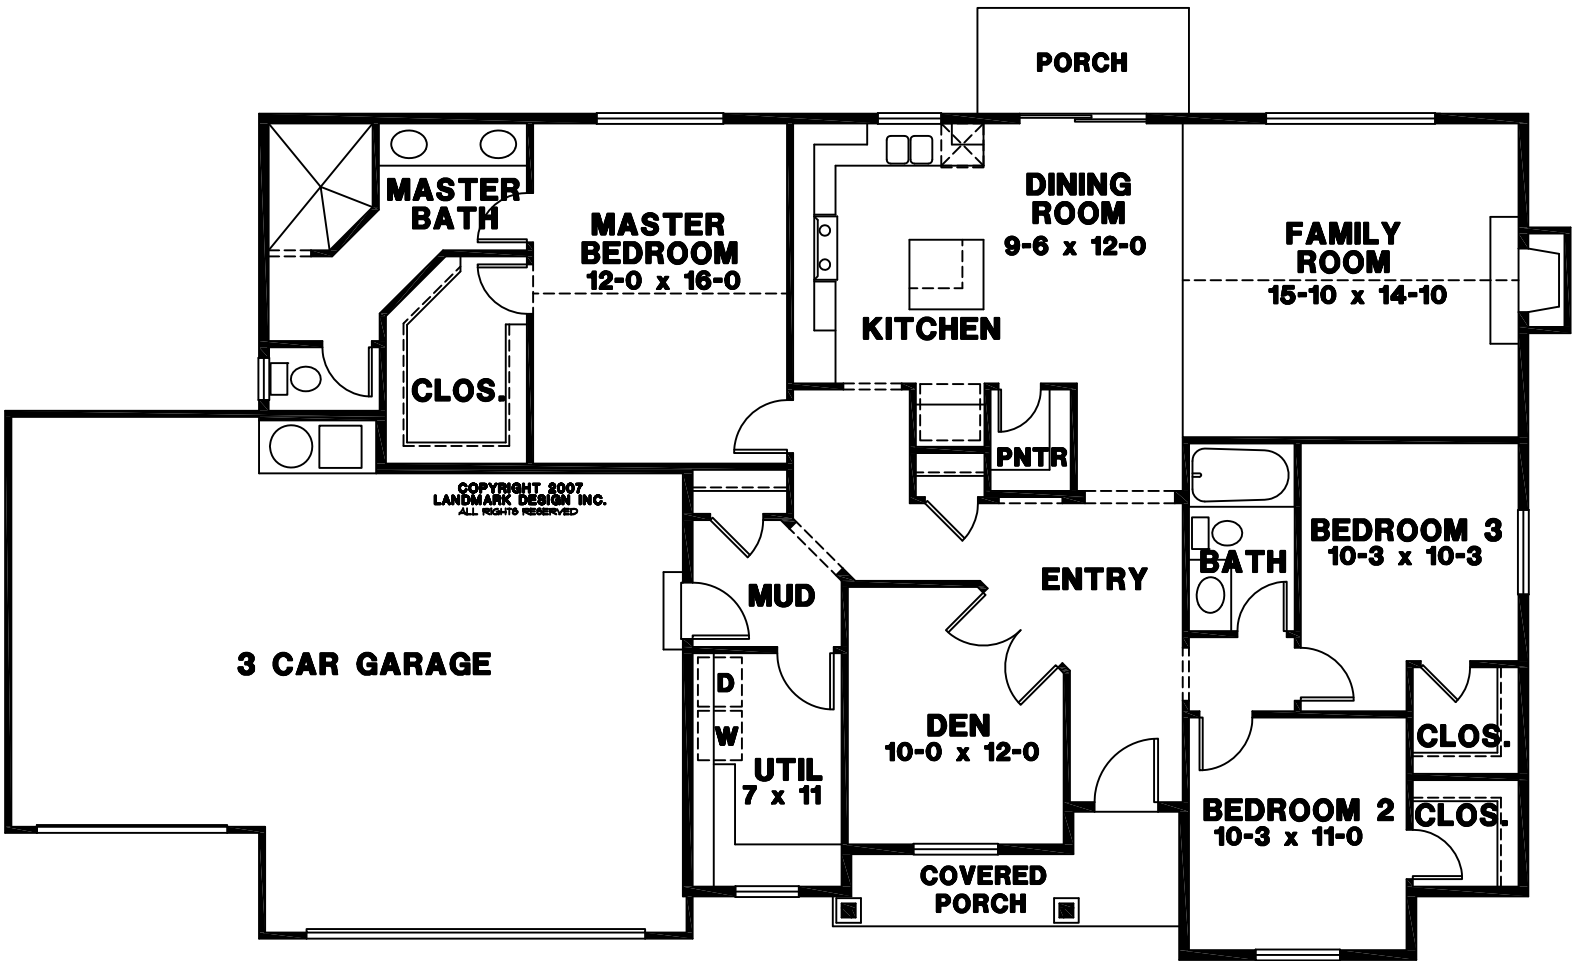 PORCH
MASTER
BATH
MASTER
BEDROOM
12-0 x 16-0
DINING
ROOM
9-6 x 12-0
FAMILY
ROOM
15-10 x 14-10
KITCHEN
CLOS.
PNTR
COPYRIGHT 2007
LANDMARK DESIGN INC.
ALL RIGHTS RESERVED
BEDROOM 3
10-3 x 10-3
BATH
ENTRY
MUD
3 CAR GARAGE
D
W
UTIL
7 x 11
DEN
10-0 x 12-0
CLOS.
BEDROOM 2
10-3 x 11-0
CLOS.
COVERED
PORCH